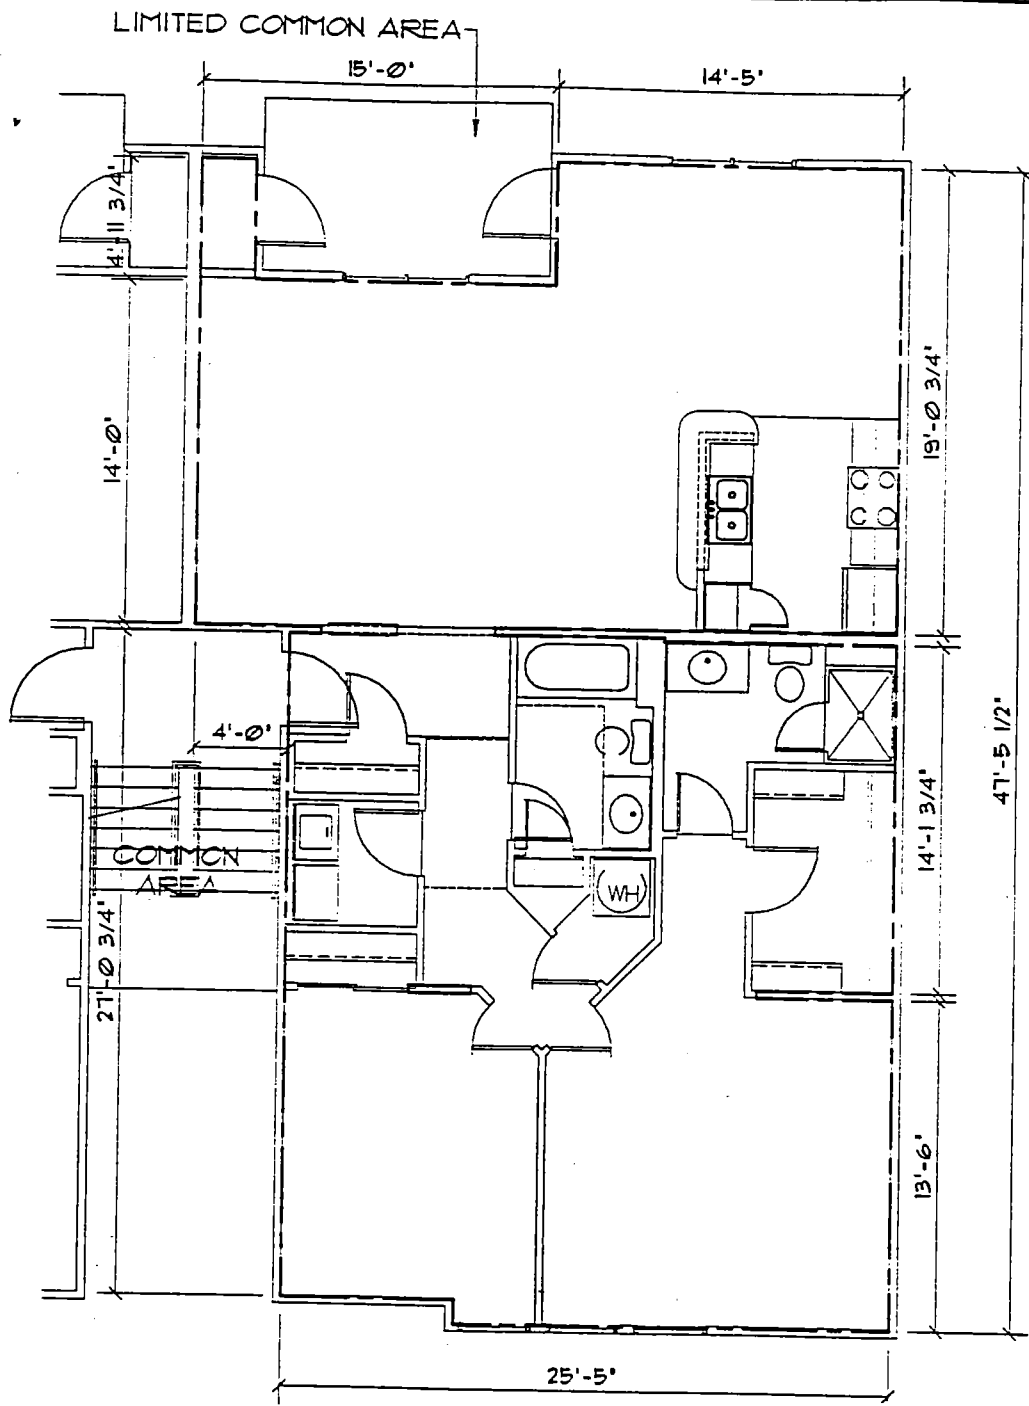 LIMITED COMMON AREA
15'-0"
14'-5"
4'-11 3/4"
14'-0"
19'-0 3/4"
4'-0"
47'-5 1/2"
14'-1 3/4"
COMMON
AREA
WH
27'-0 3/4"
13'-6"
25'-5"